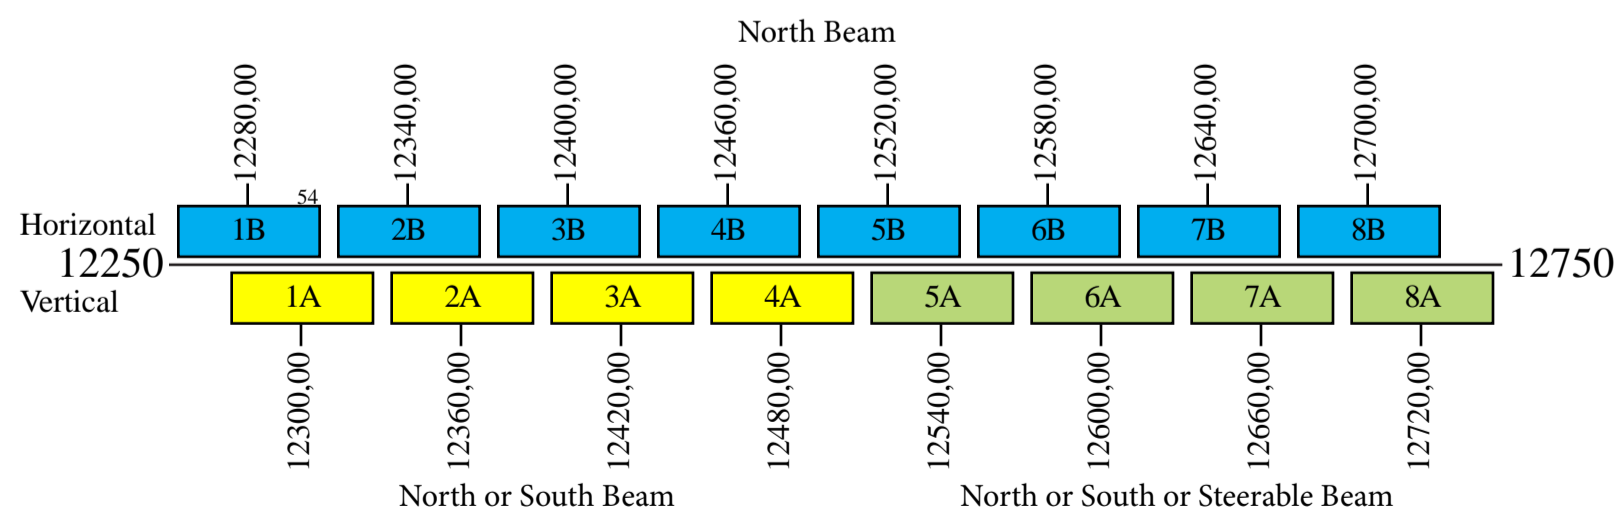 North Beam
12280,00 12340,00 12400,00 12460,00 12520,00 12580,00 12640,00 12700,00
54
Horizontal 1B 2B 3B 4B 5B 6B 7B 8B
12250 12750
Vertical 1A 2A 3A 4A 5A 6A 7A 8A
12300,00 12360,00 12420,00 12480,00 12540,00 12600,00 12660,00 12720,00
North or South Beam North or South or Steerable Beam